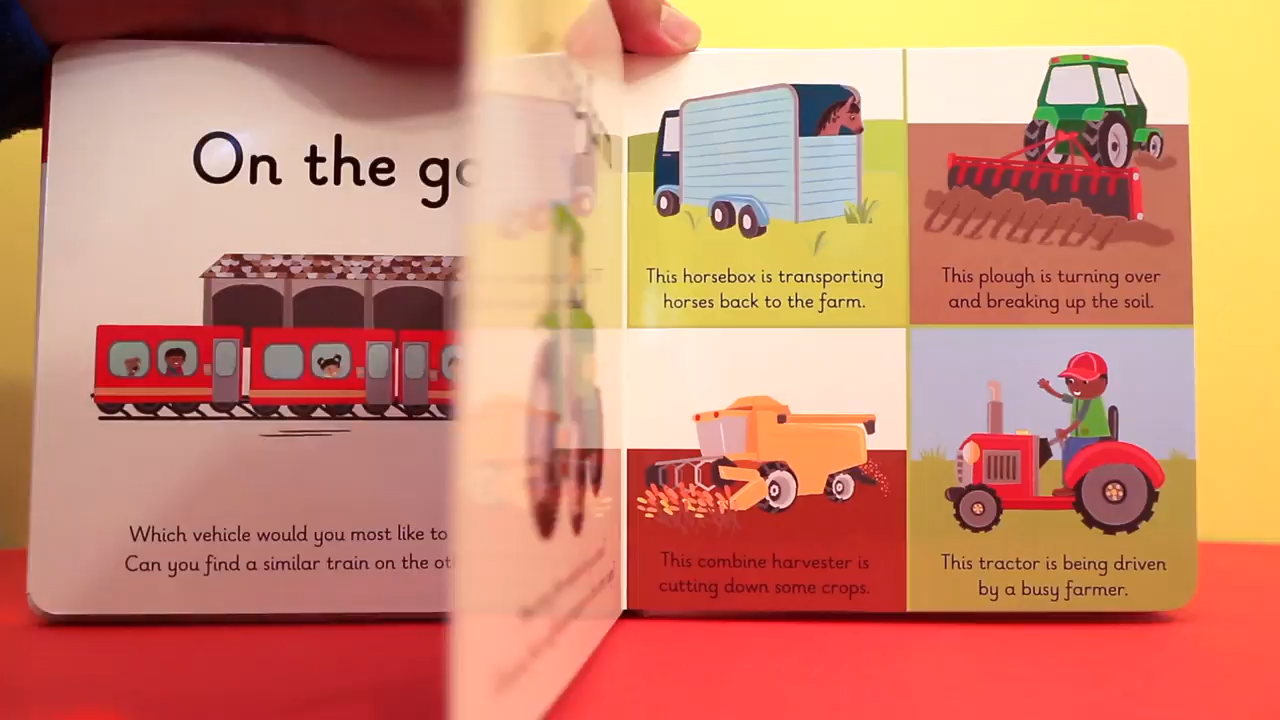 On the go
Which vehicle would you most like to
Can you find a similar train on the
This horsebox is transporting
horses back to the farm.
This plough is turning over
and breaking up the soil.
This combine harvester is
cutting down some crops.
This tractor is being driven
by a busy farmer.